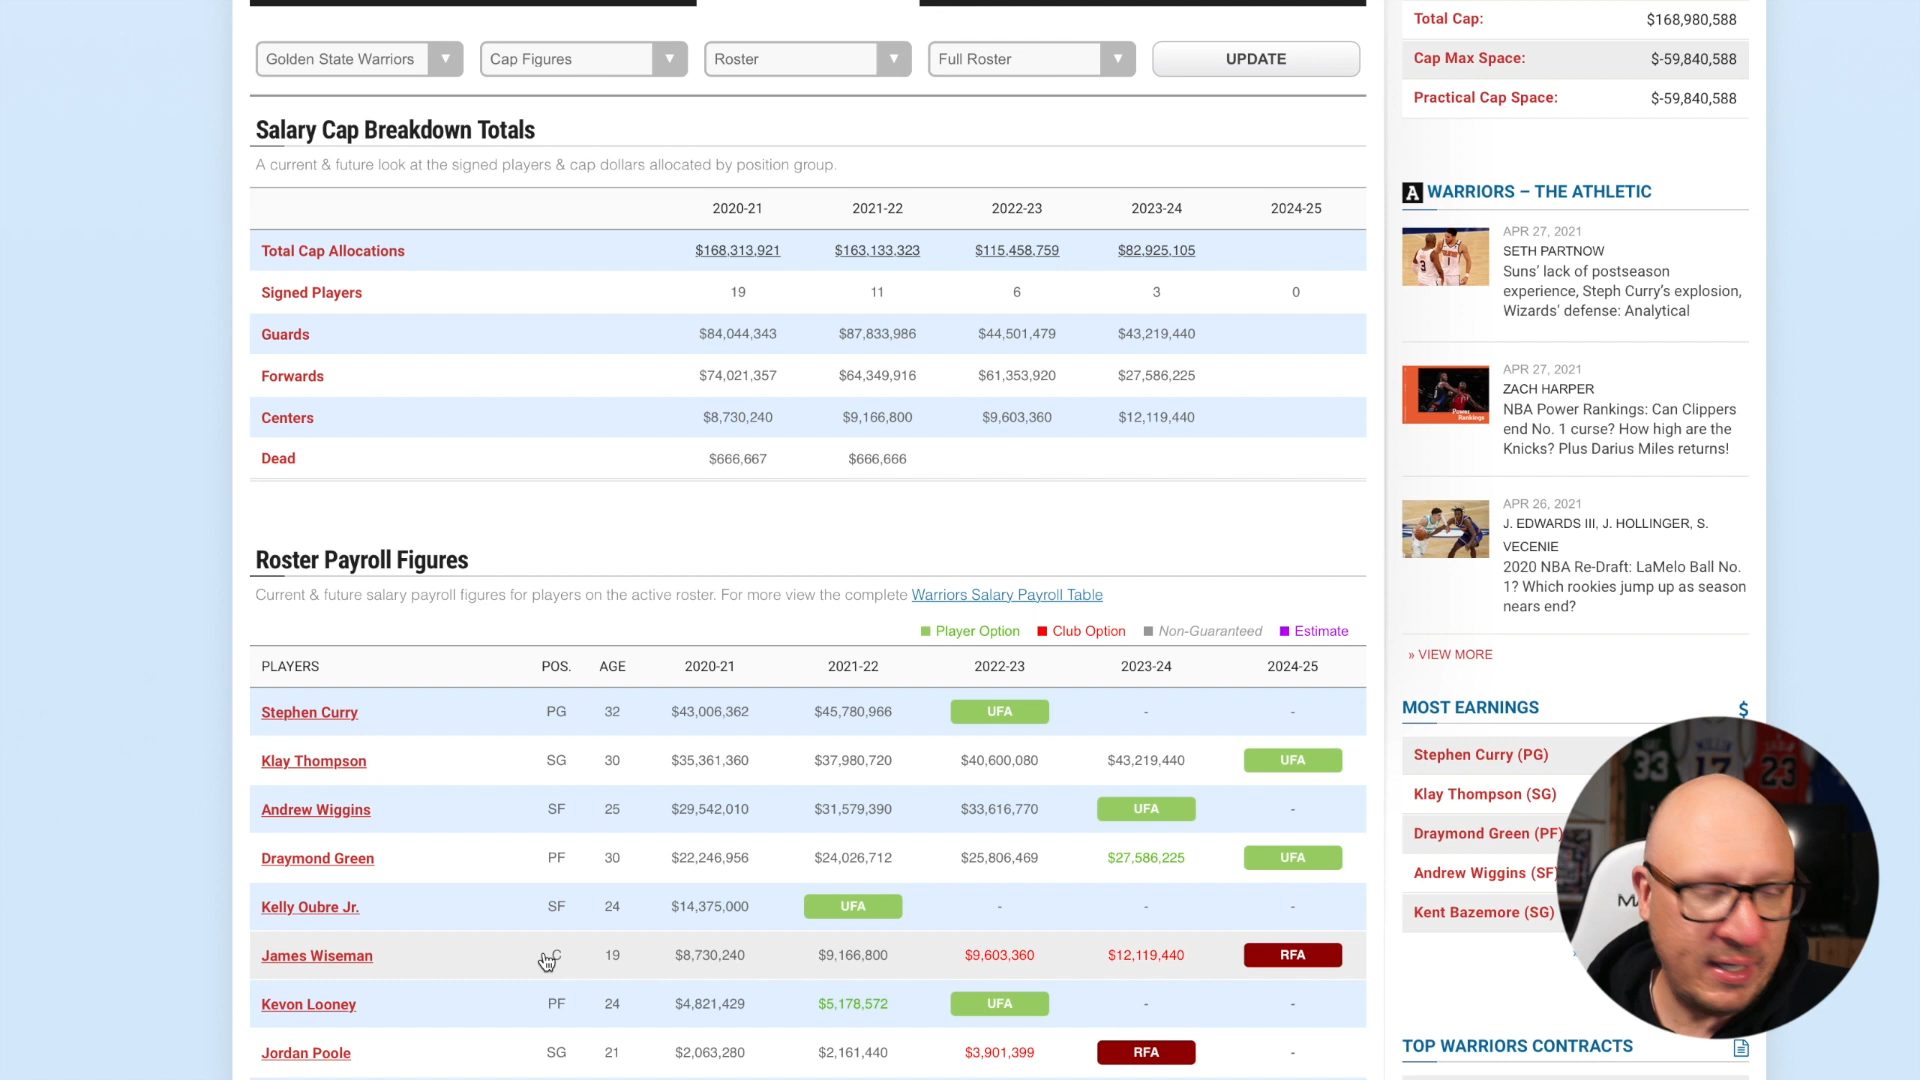 Golden State Warriors
Cap Figures
Roster
Full Roster
UPDATE
Salary Cap Breakdown Totals
A current & future look at the signed players & cap dollars allocated by position group.
2020-21 2021-22 2022-23 2023-24 2024-25
Total Cap Allocations $168,313,921 $163,133,323 $115,458,759 $82,925,105
Signed Players 19 11 6 3 0
Guards $84,044,343 $87,833,986 $44,501,479 $43,219,440
Forwards $74,021,357 $64,349,916 $61,353,920 $27,586,225
Centers $8,730,240 $9,166,800 $9,603,360 $12,119,440
Dead $666,667 $666,666
Roster Payroll Figures
Current & future salary payroll figures for players on the active roster. For more view the complete Warriors Salary Payroll Table
Player Option Club Option Non-Guaranteed Estimate
PLAYERS POS. AGE 2020-21 2021-22 2022-23 2023-24 2024-25
Stephen Curry PG 32 $43,006,362 $45,780,966 UFA - -
Klay Thompson SG 30 $35,361,360 $37,980,720 $40,600,080 $43,219,440 UFA
Andrew Wiggins SF 25 $29,542,010 $31,579,390 $33,616,770 UFA -
Draymond Green PF 30 $22,246,956 $24,026,712 $25,806,469 $27,586,225 UFA
Kelly Oubre Jr. SF 24 $14,375,000 UFA - - -
James Wiseman C 19 $8,730,240 $9,166,800 $9,603,360 $12,119,440 RFA
Kevon Looney PF 24 $4,821,429 $5,178,572 UFA - -
Jordan Poole SG 21 $2,063,280 $2,161,440 $3,901,399 RFA -
Total Cap: $168,980,588
Cap Max Space: $-59,840,588
Practical Cap Space: $-59,840,588
A WARRIORS – THE ATHLETIC
APR 27, 2021
SETH PARTNOW
Suns' lack of postseason
experience, Steph Curry's explosion,
Wizards' defense: Analytical
APR 27, 2021
ZACH HARPER
NBA Power Rankings: Can Clippers
end No. 1 curse? How high are the
Knicks? Plus Darius Miles returns!
Power
Rankings
APR 26, 2021
J. EDWARDS III, J. HOLLINGER, S.
VECENIE
2020 NBA Re-Draft: LaMelo Ball No.
1? Which rookies jump up as season
nears end?
» VIEW MORE
MOST EARNINGS $
Stephen Curry (PG)
Klay Thompson (SG)
Draymond Green (PF)
Andrew Wiggins (SF)
Kent Bazemore (SG)
33
17
23
TOP WARRIORS CONTRACTS